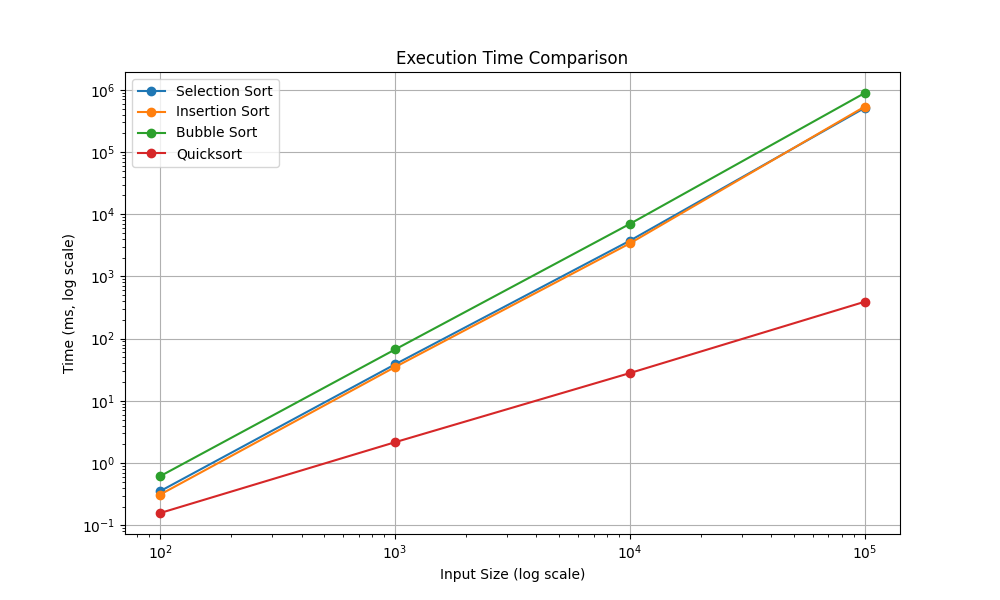 Execution Time Comparison
Selection Sort
Insertion Sort
Bubble Sort
Quicksort
Time (ms, log scale)
10⁶
10⁵
10⁴
10³
10²
10¹
10⁰
10⁻¹
10² 10³ 10⁴ 10⁵
Input Size (log scale)